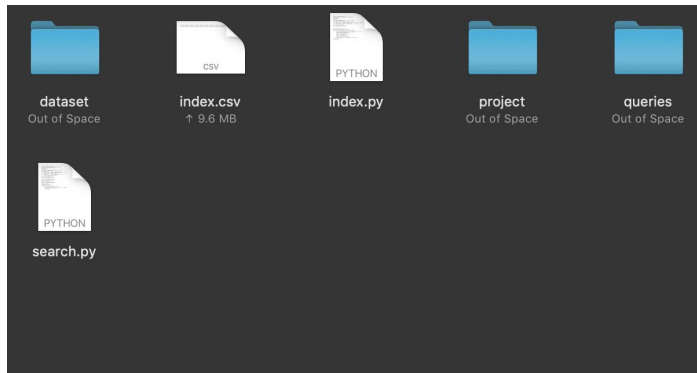 csv
PYTHON
dataset
index.csv
index.py
project
queries
Out of Space
↑ 9.6 MB
Out of Space
Out of Space
PYTHON
search.py